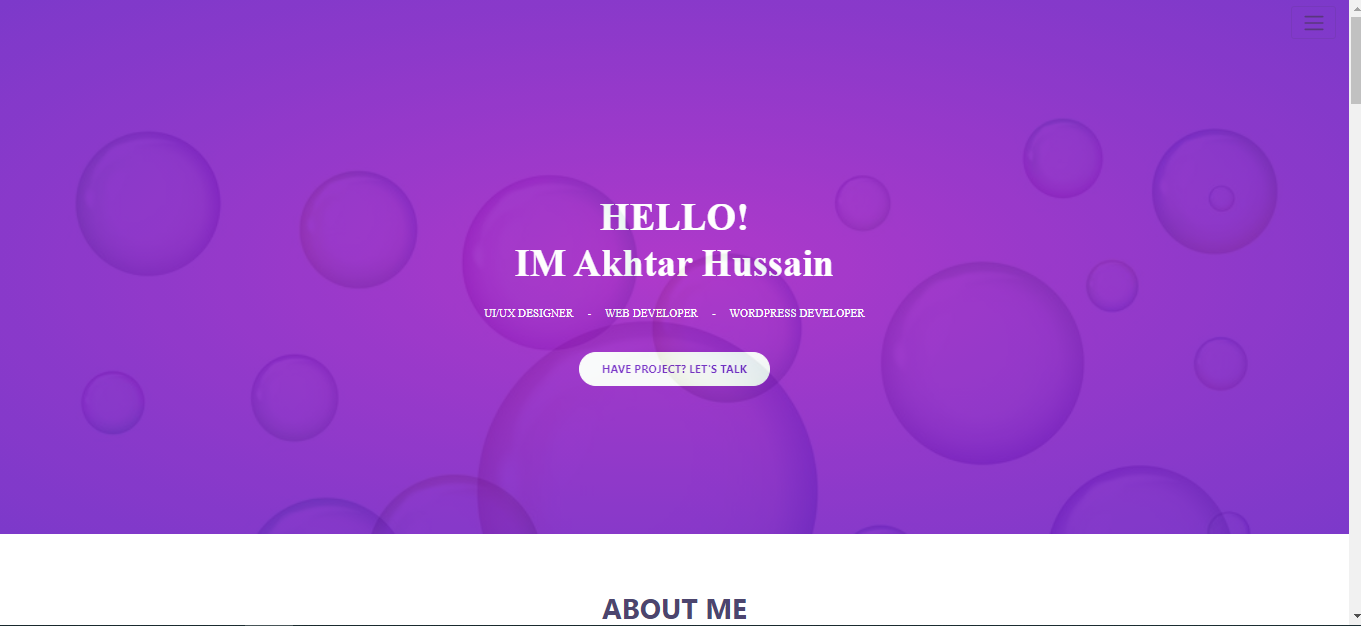 HELLO!
IM Akhtar Hussain
UI/UX DESIGNER - WEB DEVELOPER - WORDPRESS DEVELOPER
HAVE PROJECT? LET'S TALK
ABOUT ME